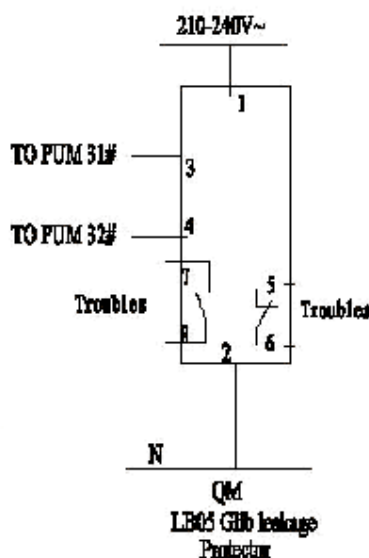 210-240V~
1
TO PUM 31#
3
TO PUM 32#
4
7
5
Troubles
Troubles
8
2
6
N
QM
LB05 Glib leakage
Protector